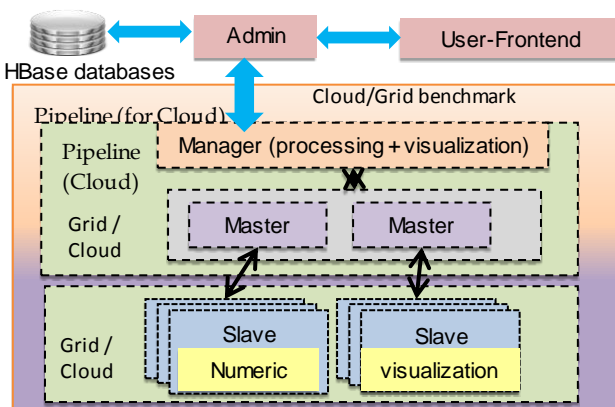 Admin
User-Frontend
HBase databases
Cloud/Grid benchmark
Pipeline (for Cloud)
Manager (processing + visualization)
Pipeline
(Cloud)
Grid /
Cloud
Master
Master
Grid /
Cloud
Slave
Numeric
Slave
visualization